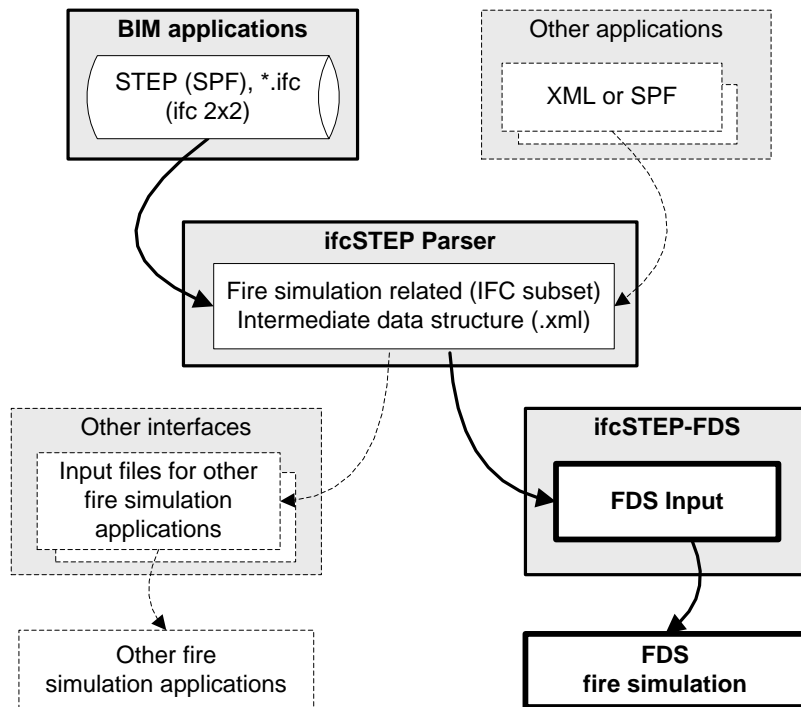 BIM applications
STEP (SPF), *.ifc
(ifc 2x2)
Other applications
XML or SPF
ifcSTEP Parser
Fire simulation related (IFC subset)
Intermediate data structure (.xml)
Other interfaces
Input files for other
fire simulation
applications
ifcSTEP-FDS
FDS Input
Other fire
simulation applications
FDS
fire simulation